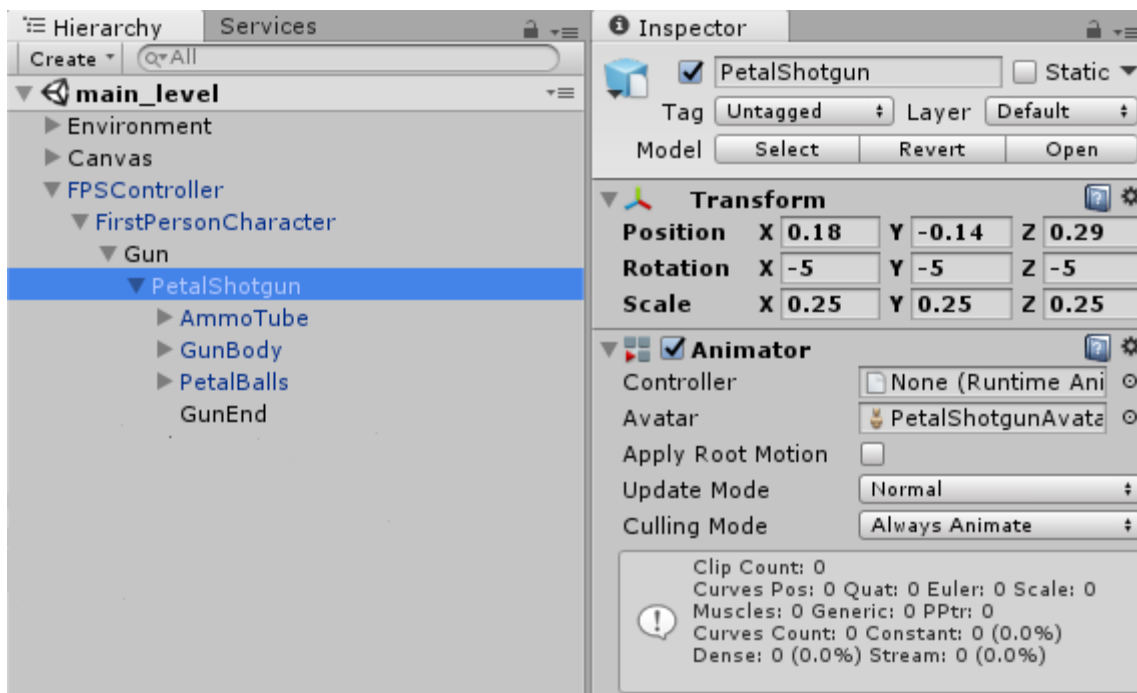 Hierarchy
Services
Create
All
main_level
Environment
Canvas
FPSController
FirstPersonCharacter
Gun
PetalShotgun
AmmoTube
GunBody
PetalBalls
GunEnd
Inspector
PetalShotgun Static
Tag Untagged Layer Default
Model Select Revert Open
Transform
Position X 0.18 Y -0.14 Z 0.29
Rotation X -5 Y -5 Z -5
Scale X 0.25 Y 0.25 Z 0.25
Animator
Controller None (Runtime Ani
Avatar PetalShotgunAvata
Apply Root Motion
Update Mode Normal
Culling Mode Always Animate
Clip Count: 0
Curves Pos: 0 Quat: 0 Euler: 0 Scale: 0
Muscles: 0 Generic: 0 PPtr: 0
Curves Count: 0 Constant: 0 (0.0%)
Dense: 0 (0.0%) Stream: 0 (0.0%)